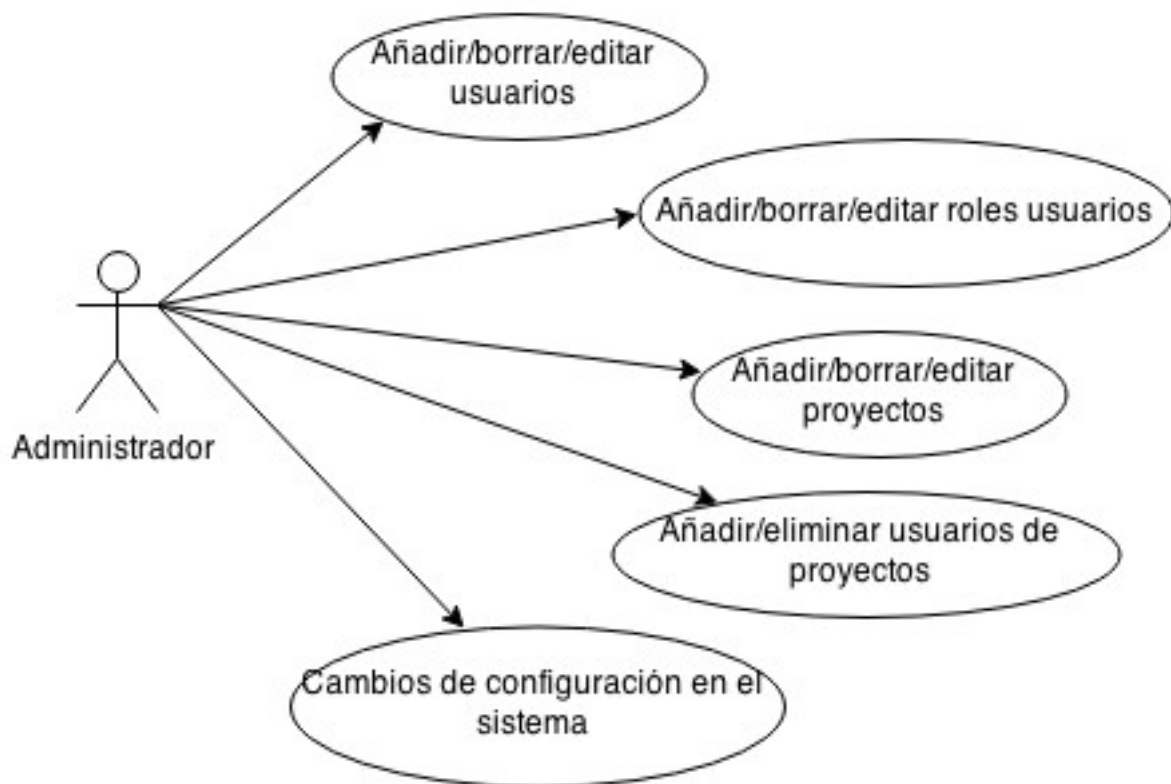 Añadir/borrar/editar
usuarios
Añadir/borrar/editar roles usuarios
Añadir/borrar/editar
proyectos
Administrador
Añadir/eliminar usuarios de
proyectos
Cambios de configuración en el
sistema